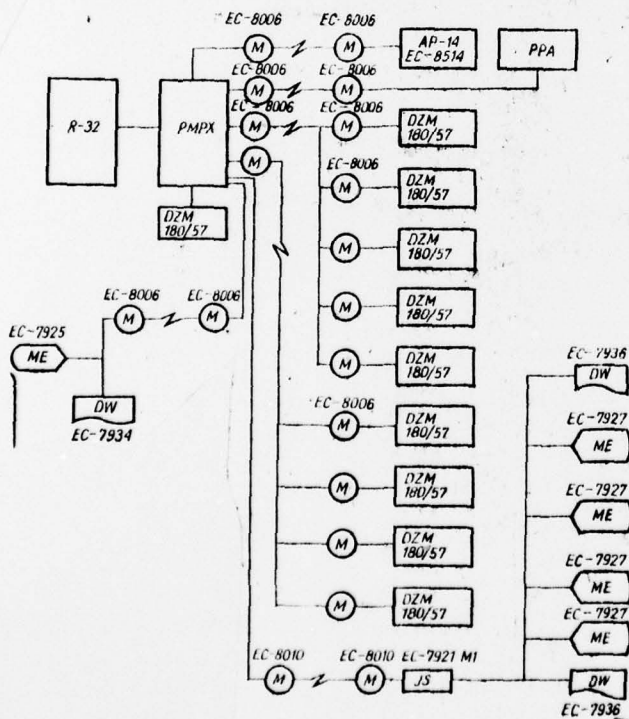 EC-8006 EC-8006
M M
AP-14
EC-8514
PPA
EC-8006 EC-8006
M M
R-32
PMPX
EC-8006 EC-8006
M M
DZM
180/57
M
EC-8006
M
DZM
180/57
DZM
180/57
M
DZM
180/57
EC-8006 EC-8006
M M
M
DZM
180/57
EC-7925
ME
M
DZM
180/57
DW
EC-7934
EC-7936
DW
EC-8006
M
DZM
180/57
EC-7927
ME
M
DZM
180/57
EC-7927
ME
M
DZM
180/57
EC-7927
ME
M
DZM
180/57
EC-7927
ME
EC-8010 EC-8010 EC-7921 M1
M M JS
DW
EC-7936